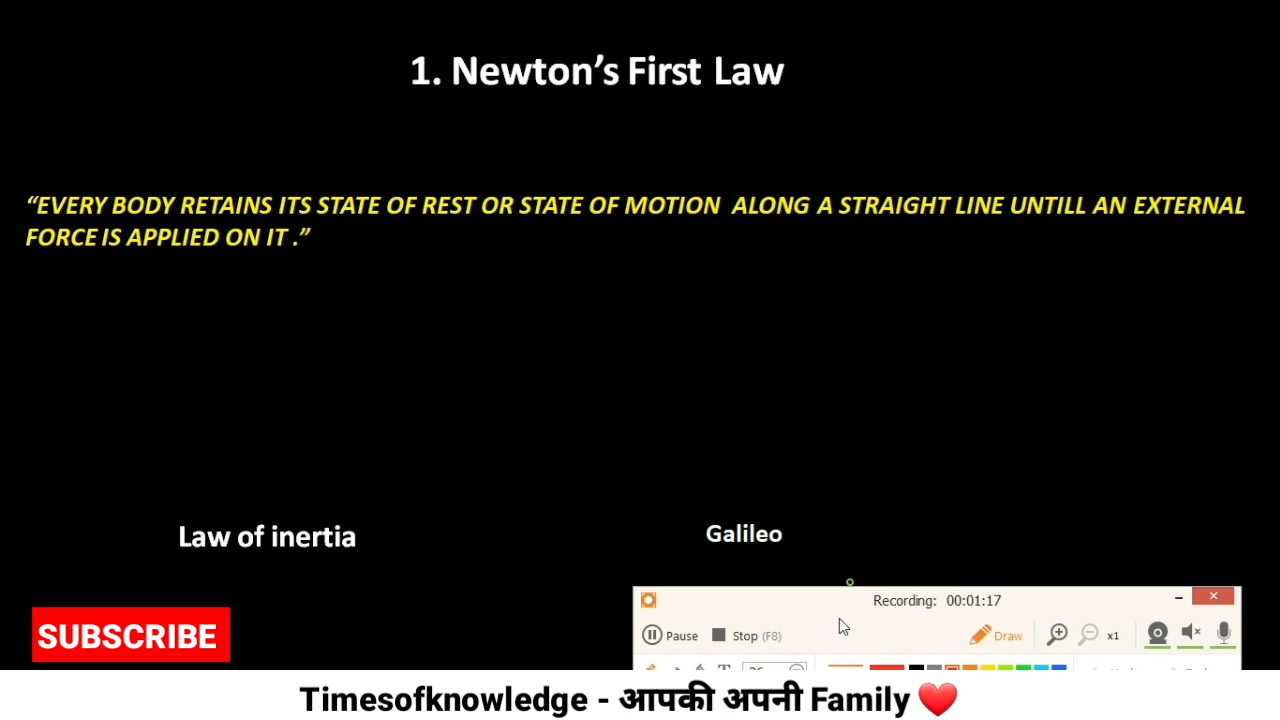 1. Newton’s First Law
“EVERY BODY RETAINS ITS STATE OF REST OR STATE OF MOTION ALONG A STRAIGHT LINE UNTILL AN EXTERNAL
FORCE IS APPLIED ON IT .”
Law of inertia
Galileo
Recording: 00:01:17
Pause Stop (F8) Draw x1
SUBSCRIBE
Timesofknowledge - आपकी अपनी Family ❤️